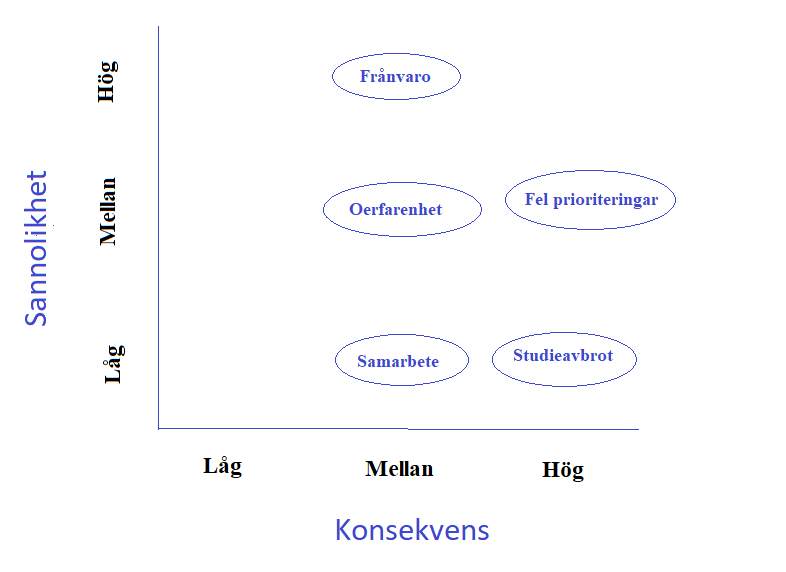 Hög
Frånvaro
Mellan
Oerfarenhet
Fel prioriteringar
Sannolikhet
Låg
Samarbete
Studieavbrot
Låg
Mellan
Hög
Konsekvens